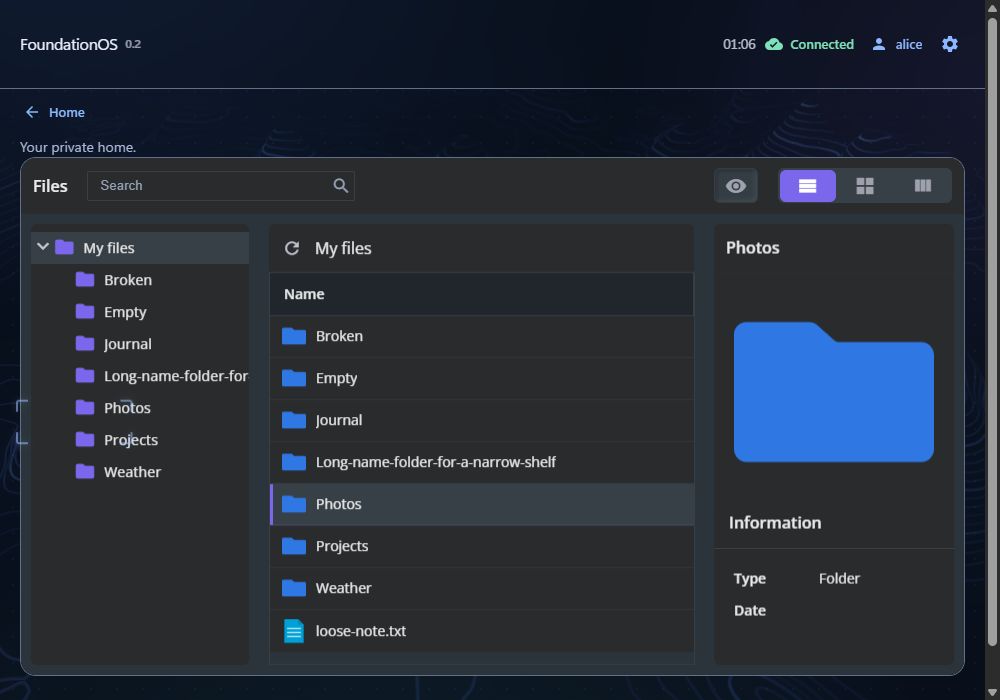 FoundationOS 0.2
01:06 Connected alice
Home
Your private home.
Files
Search
My files
Broken
Empty
Journal
Long-name-folder-for
Photos
Projects
Weather
My files
Name
Broken
Empty
Journal
Long-name-folder-for-a-narrow-shelf
Photos
Projects
Weather
loose-note.txt
Photos
Information
Type Folder
Date